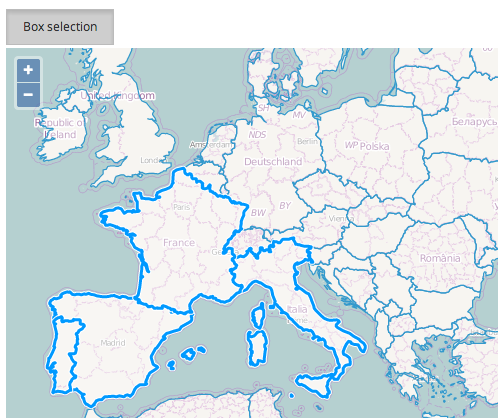 Box selection
+
−
United Kingdom
Republic of
Ireland
London
Amsterdam
SH
MV
NDS
Berlin
Deutschland
WP Polska
Беларусь
Paris
BW
BY
Vien
France
Ge
România
Italia
Madrid